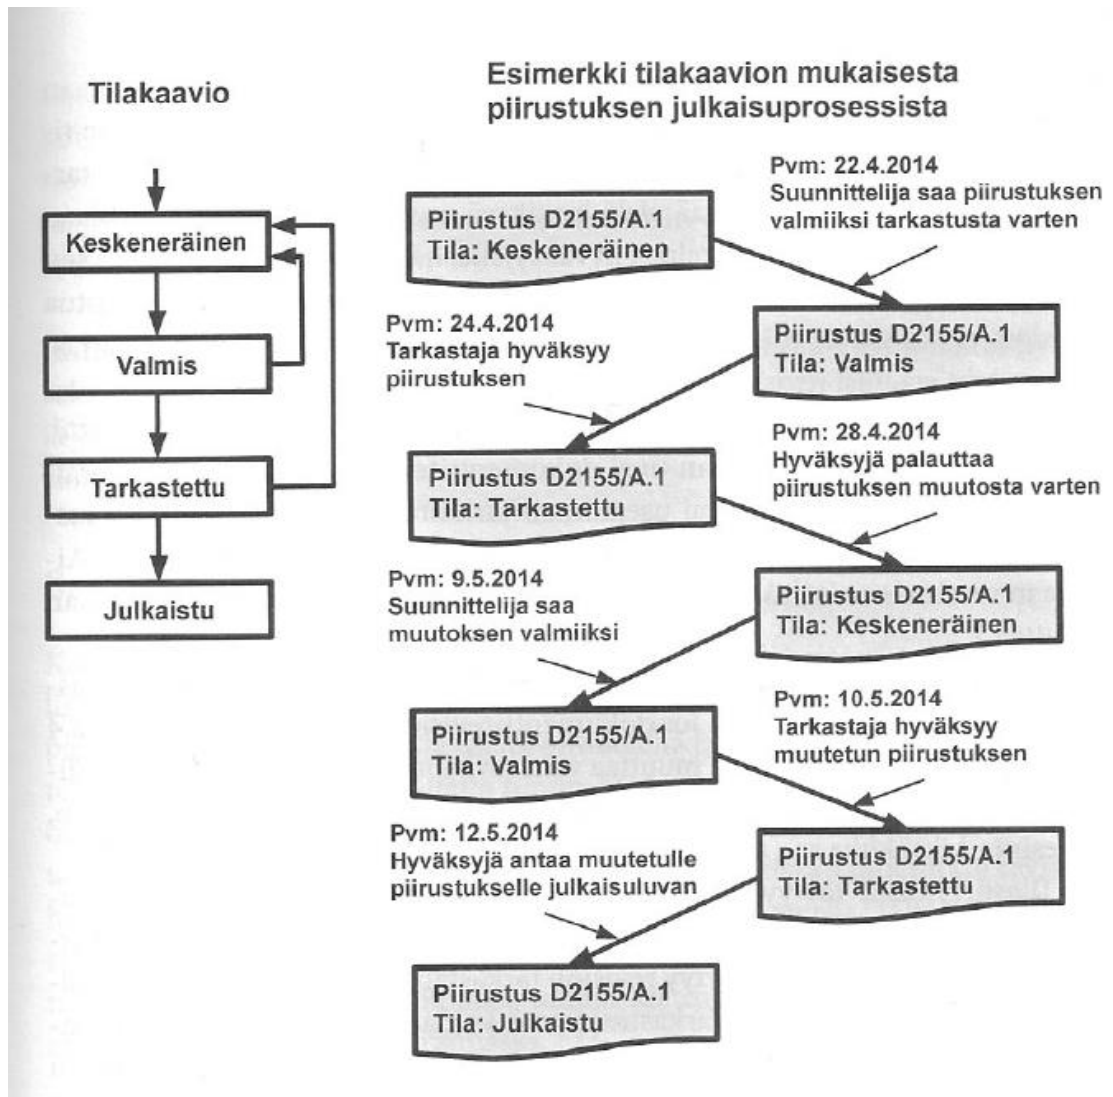 Tilakaavio
Keskeneräinen
Valmis
Tarkastettu
Julkaistu
Esimerkki tilakaavion mukaisesta
piirustuksen julkaisuprosessista
Piirustus D2155/A.1
Tila: Keskeneräinen
Pvm: 22.4.2014
Suunnittelija saa piirustuksen
valmiiksi tarkastusta varten
Piirustus D2155/A.1
Tila: Valmis
Pvm: 24.4.2014
Tarkastaja hyväksyy
piirustuksen
Piirustus D2155/A.1
Tila: Tarkastettu
Pvm: 28.4.2014
Hyväksyjä palauttaa
piirustuksen muutosta varten
Piirustus D2155/A.1
Tila: Keskeneräinen
Pvm: 9.5.2014
Suunnittelija saa
muutoksen valmiiksi
Piirustus D2155/A.1
Tila: Valmis
Pvm: 10.5.2014
Tarkastaja hyväksyy
muutetun piirustuksen
Piirustus D2155/A.1
Tila: Tarkastettu
Pvm: 12.5.2014
Hyväksyjä antaa muutetulle
piirustukselle julkaisuluvan
Piirustus D2155/A.1
Tila: Julkaistu